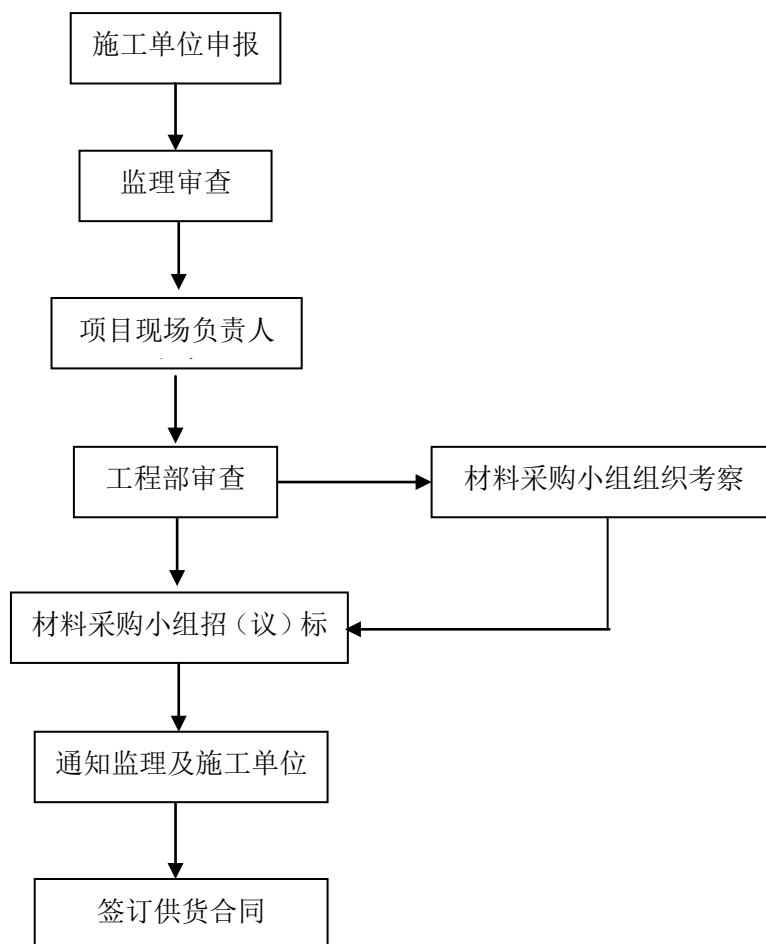 施工单位申报
监理审查
项目现场负责人
工程部审查
材料采购小组组织考察
材料采购小组招（议）标
通知监理及施工单位
签订供货合同